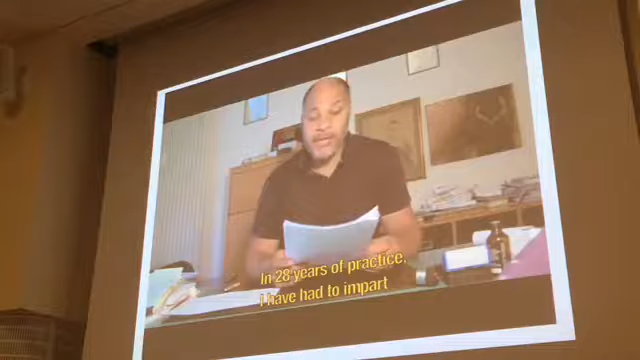 In 28 years of practice,
I have had to impart